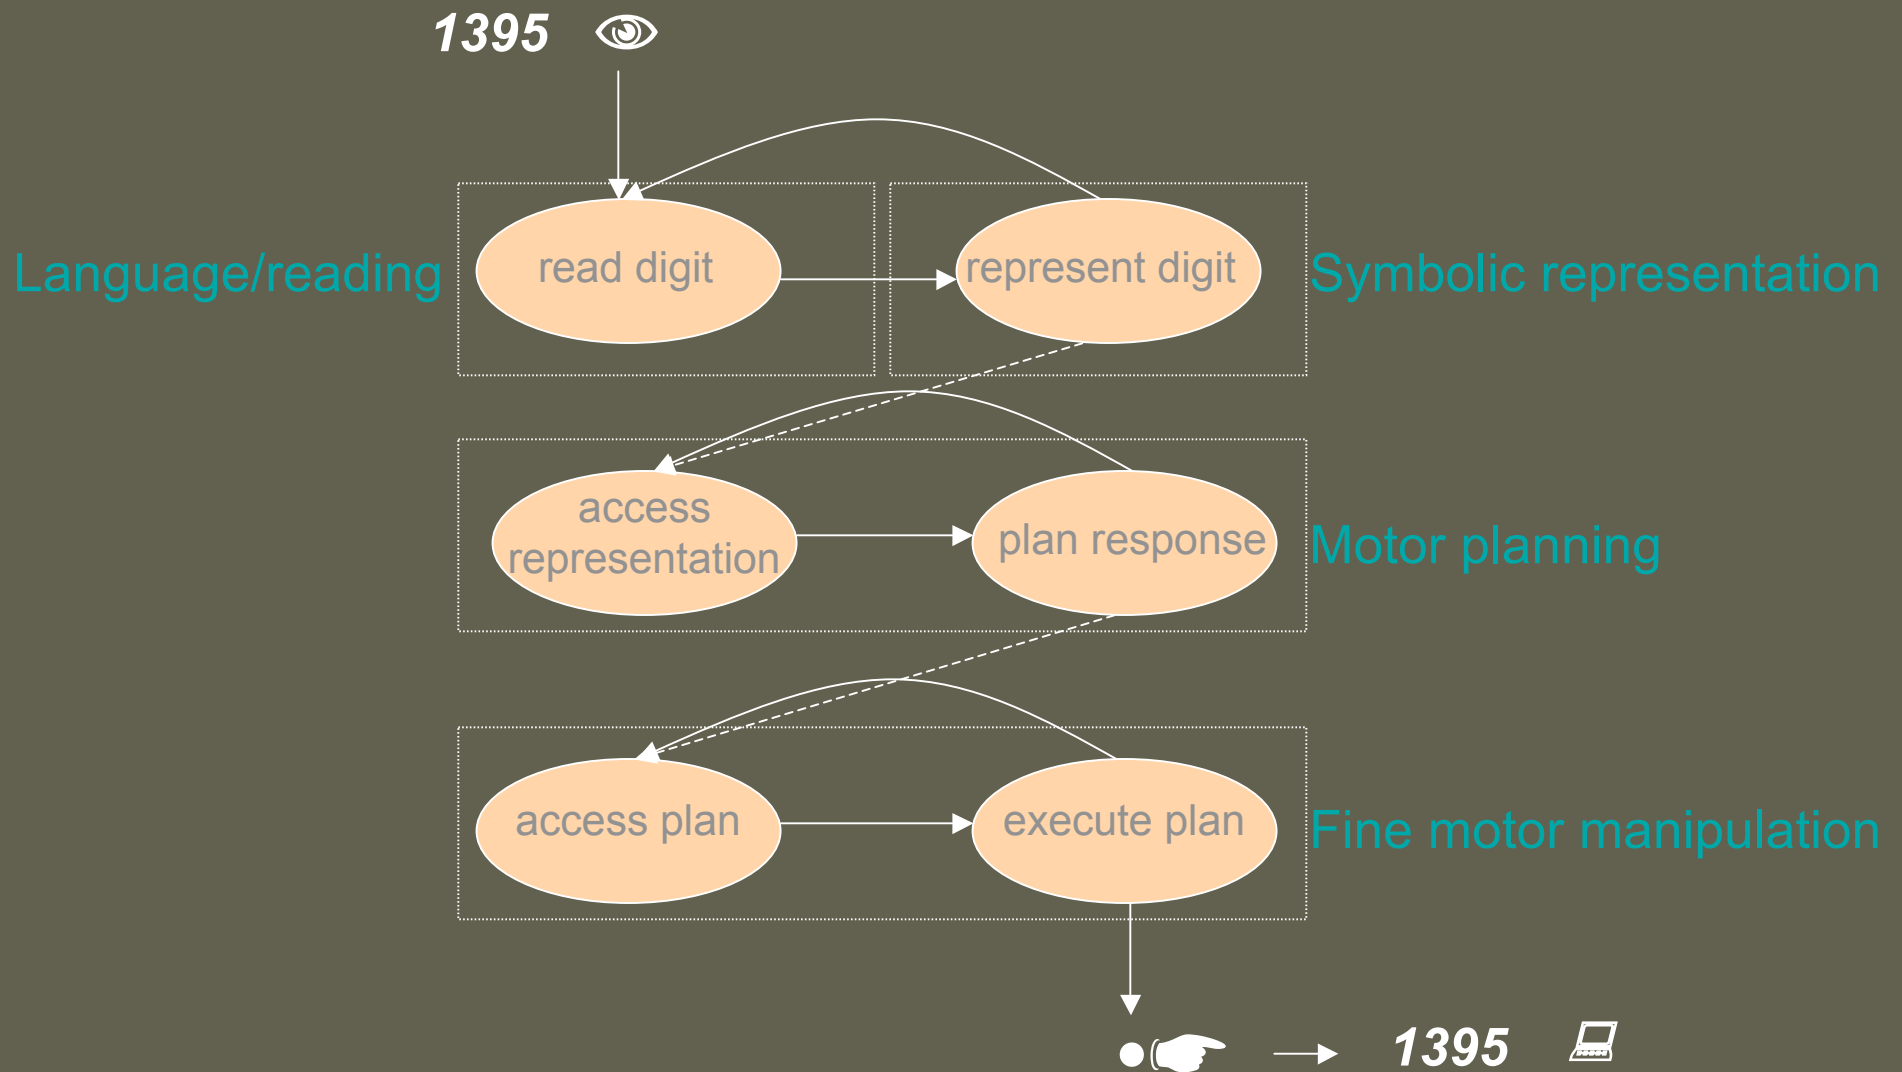 1395
Language/reading
read digit
represent digit
Symbolic representation
access
representation
plan response
Motor planning
access plan
execute plan
Fine motor manipulation
1395